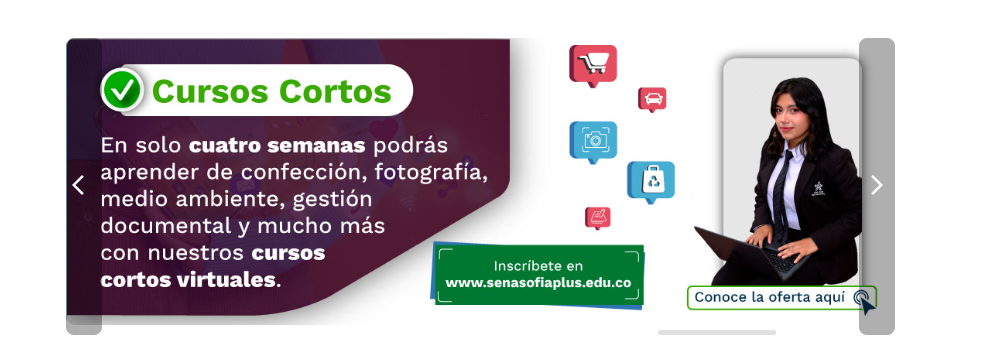 Cursos Cortos
En solo cuatro semanas podrás
aprender de confección, fotografía,
medio ambiente, gestión
documental y mucho más
con nuestros cursos
cortos virtuales.
Inscríbete en
www.senasofiaplus.edu.co
Conoce la oferta aquí